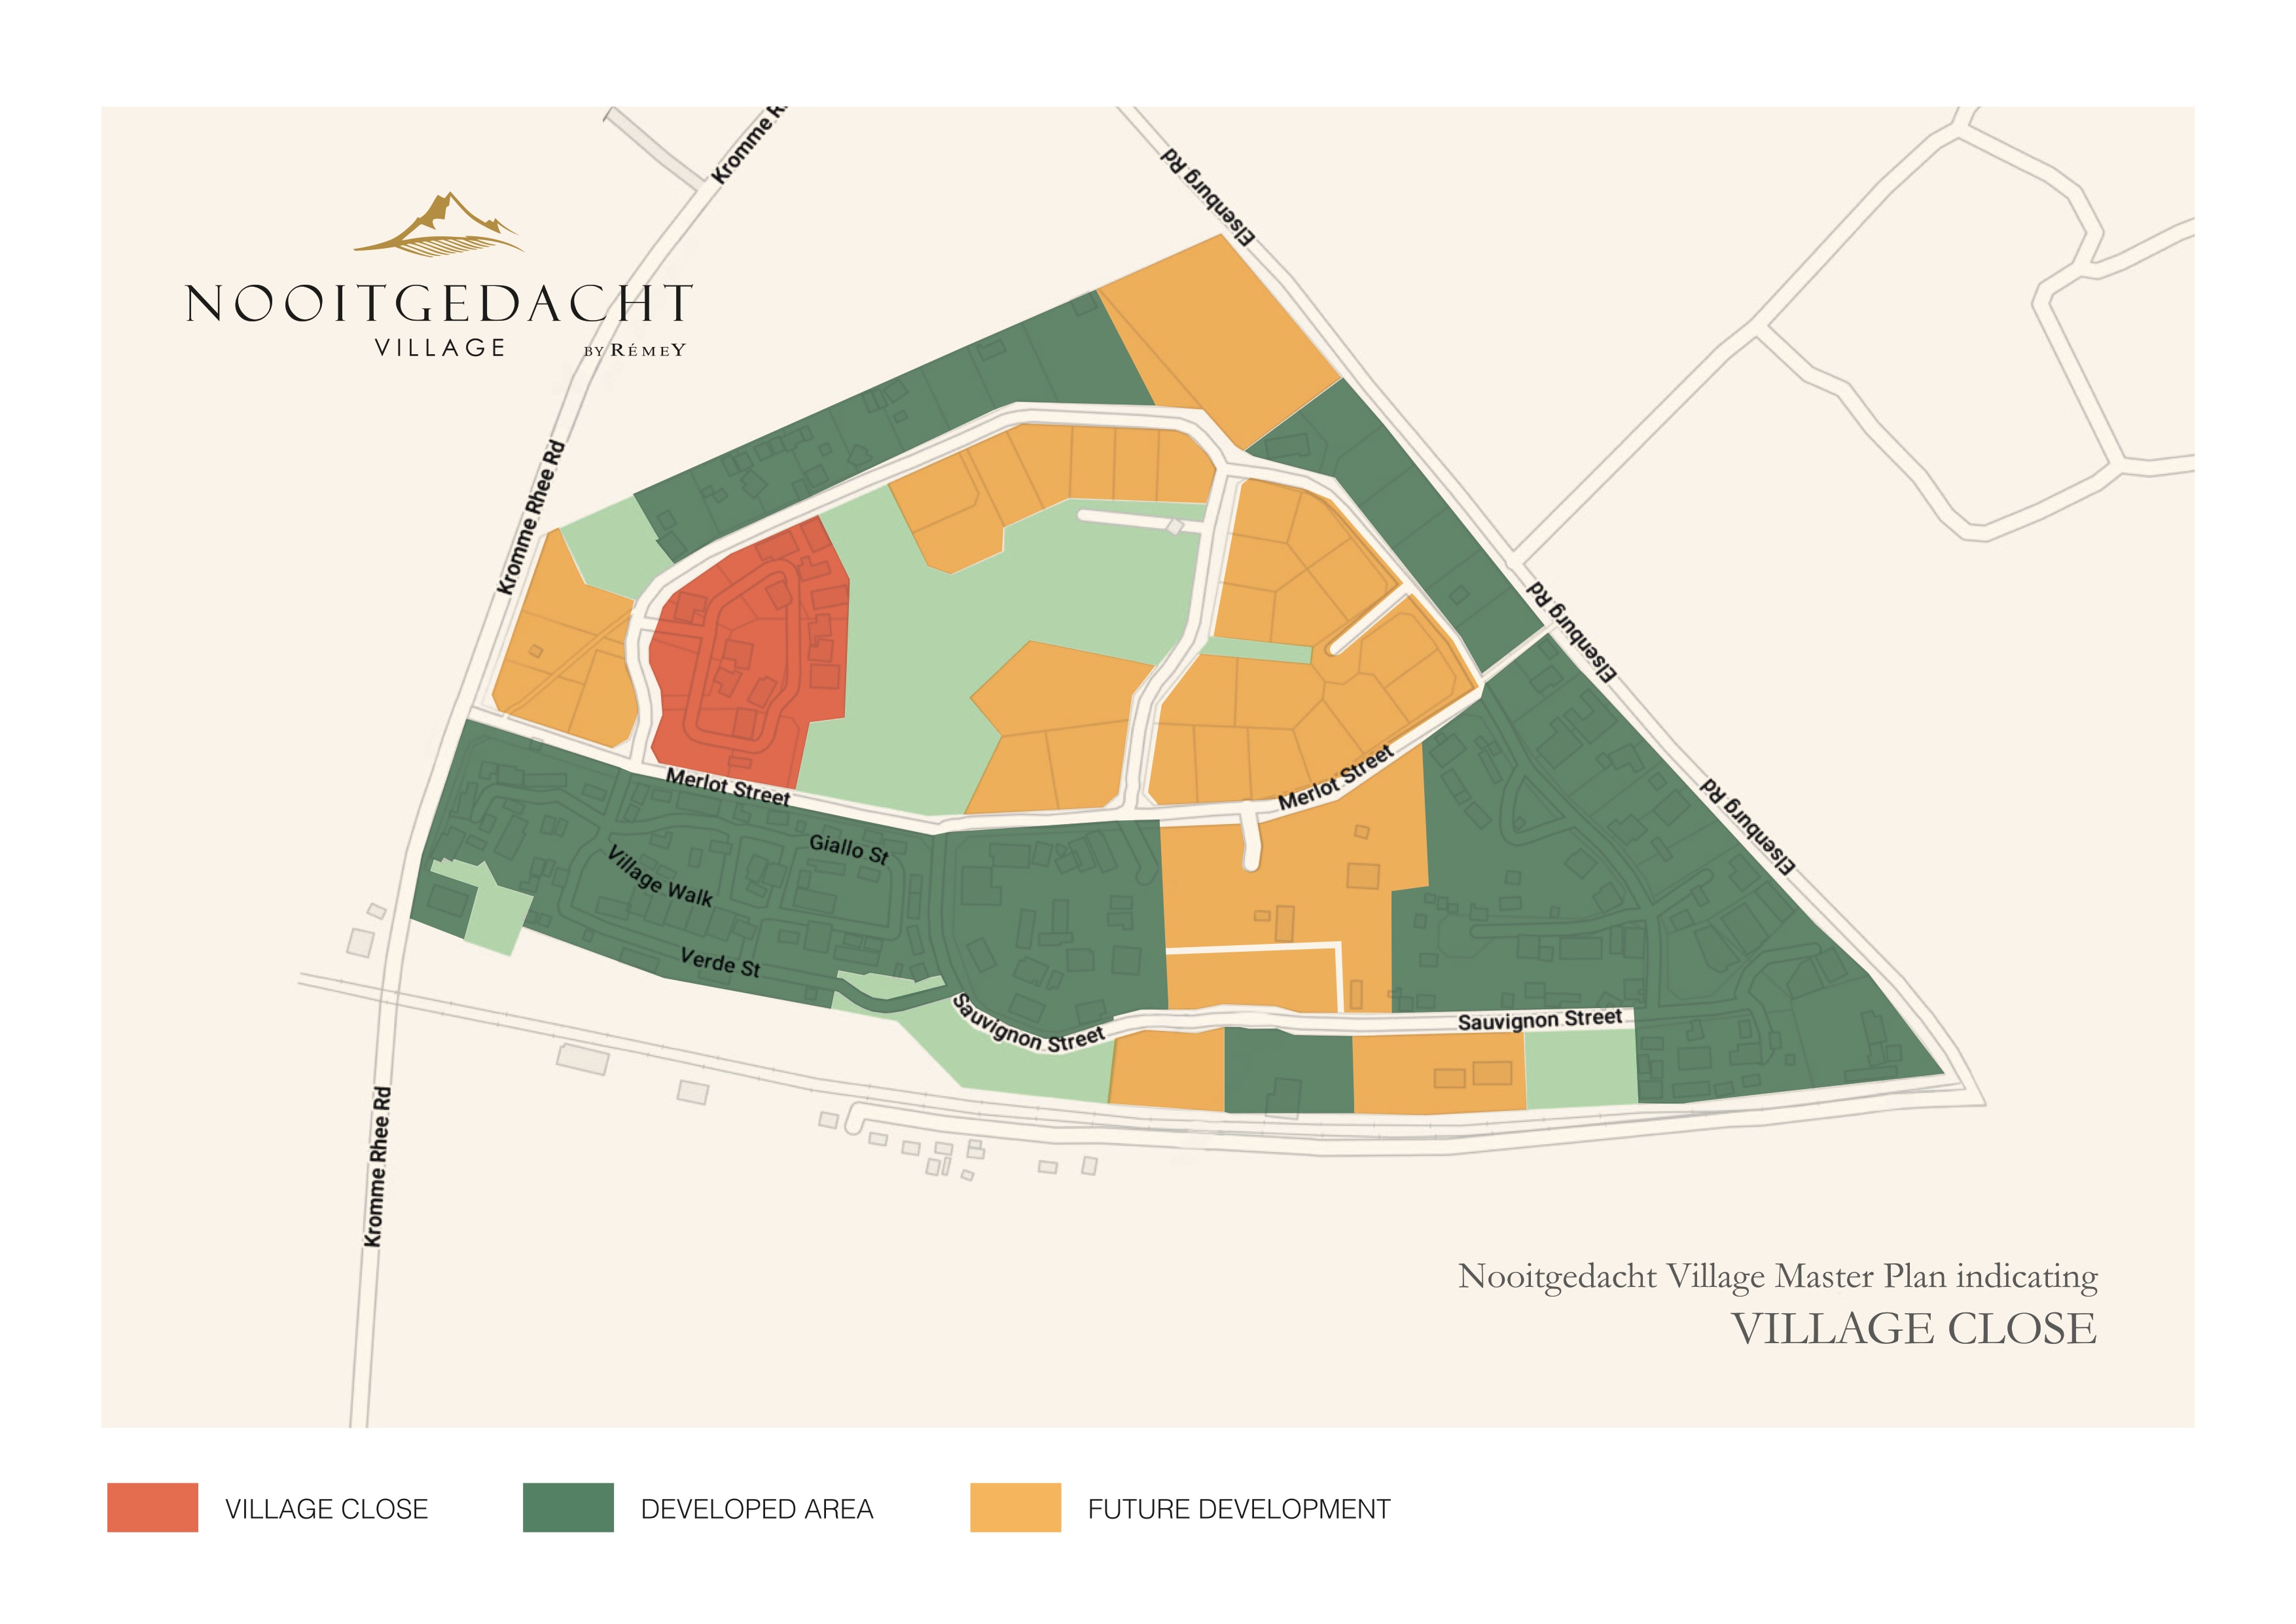 Kromme R
Elsenburg Rd
NOOITGEDACHT
VILLAGE
BY RÉMEY
Kromme Rhee Rd
Elsenburg Rd
Merlot Street
Merlot Street
Elsenburg Rd
Giallo St
Village Walk
Verde St
Sauvignon Street
Sauvignon Street
Kromme Rhee Rd
Nooitgedacht Village Master Plan indicating
VILLAGE CLOSE
VILLAGE CLOSE
DEVELOPED AREA
FUTURE DEVELOPMENT